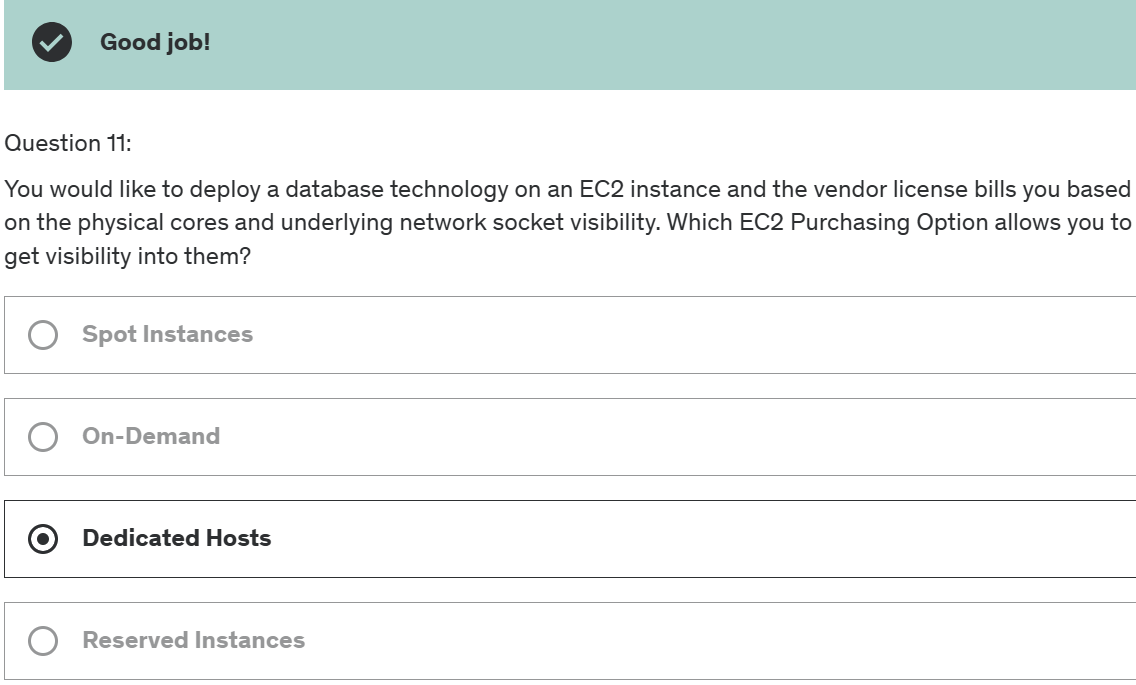 Good job!
Question 11:
You would like to deploy a database technology on an EC2 instance and the vendor license bills you based
on the physical cores and underlying network socket visibility. Which EC2 Purchasing Option allows you to
get visibility into them?
Spot Instances
On-Demand
Dedicated Hosts
Reserved Instances